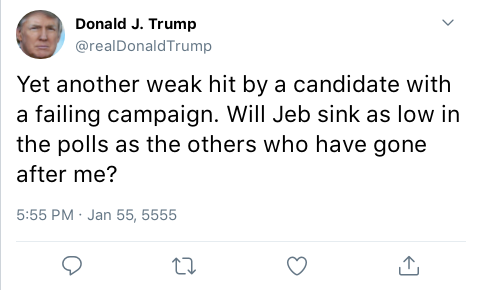 Donald J. Trump
@realDonaldTrump
Yet another weak hit by a candidate with
a failing campaign. Will Jeb sink as low in
the polls as the others who have gone
after me?
5:55 PM · Jan 55, 5555